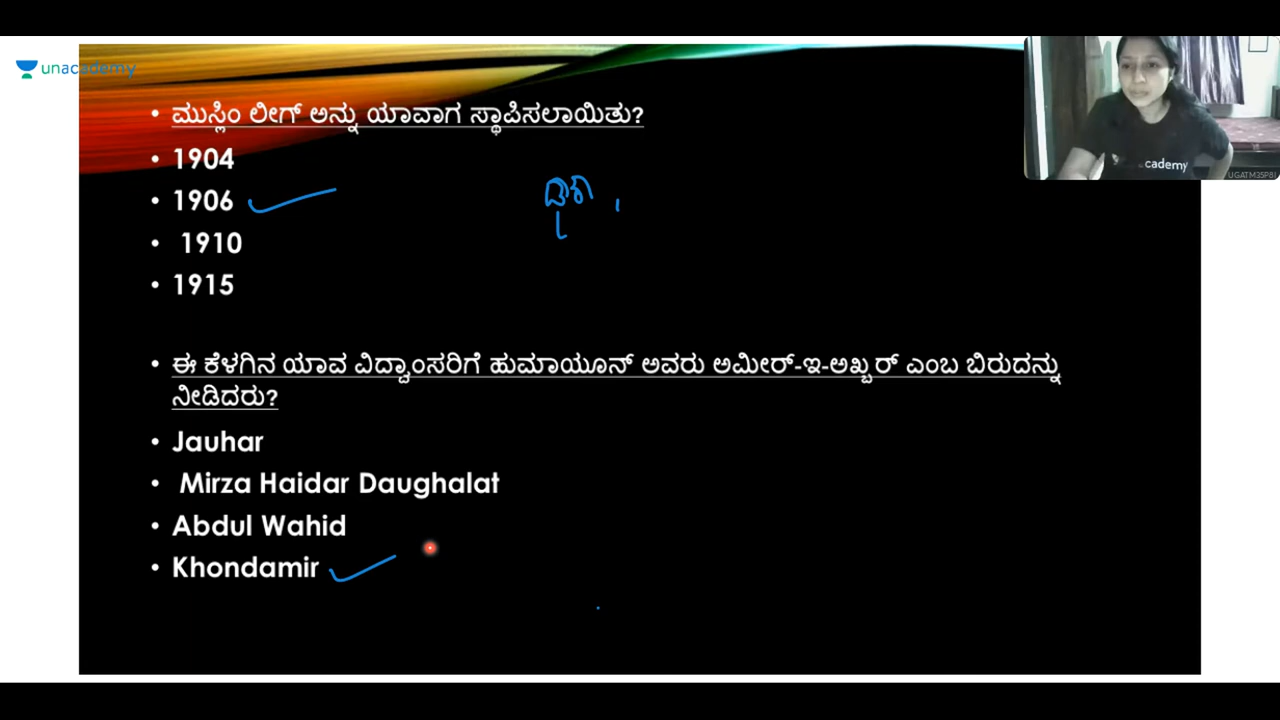 unacademy
• ಮುಸ್ಲಿಂ ಲೀಗ್ ಅನ್ನು ಯಾವಾಗ ಸ್ಥಾಪಿಸಲಾಯಿತು?
• 1904
• 1906
• 1910
• 1915
• ಈ ಕೆಳಗಿನ ಯಾವ ವಿದ್ವಾಂಸರಿಗೆ ಹುಮಾಯೂನ್ ಅವರು ಅಮೀರ್-ಇ-ಅಖ್ಬರ್ ಎಂಬ ಬಿರುದನ್ನು
ನೀಡಿದರು?
• Jauhar
• Mirza Haidar Daughalat
• Abdul Wahid
• Khondamir
cademy
UGATM3SP8I